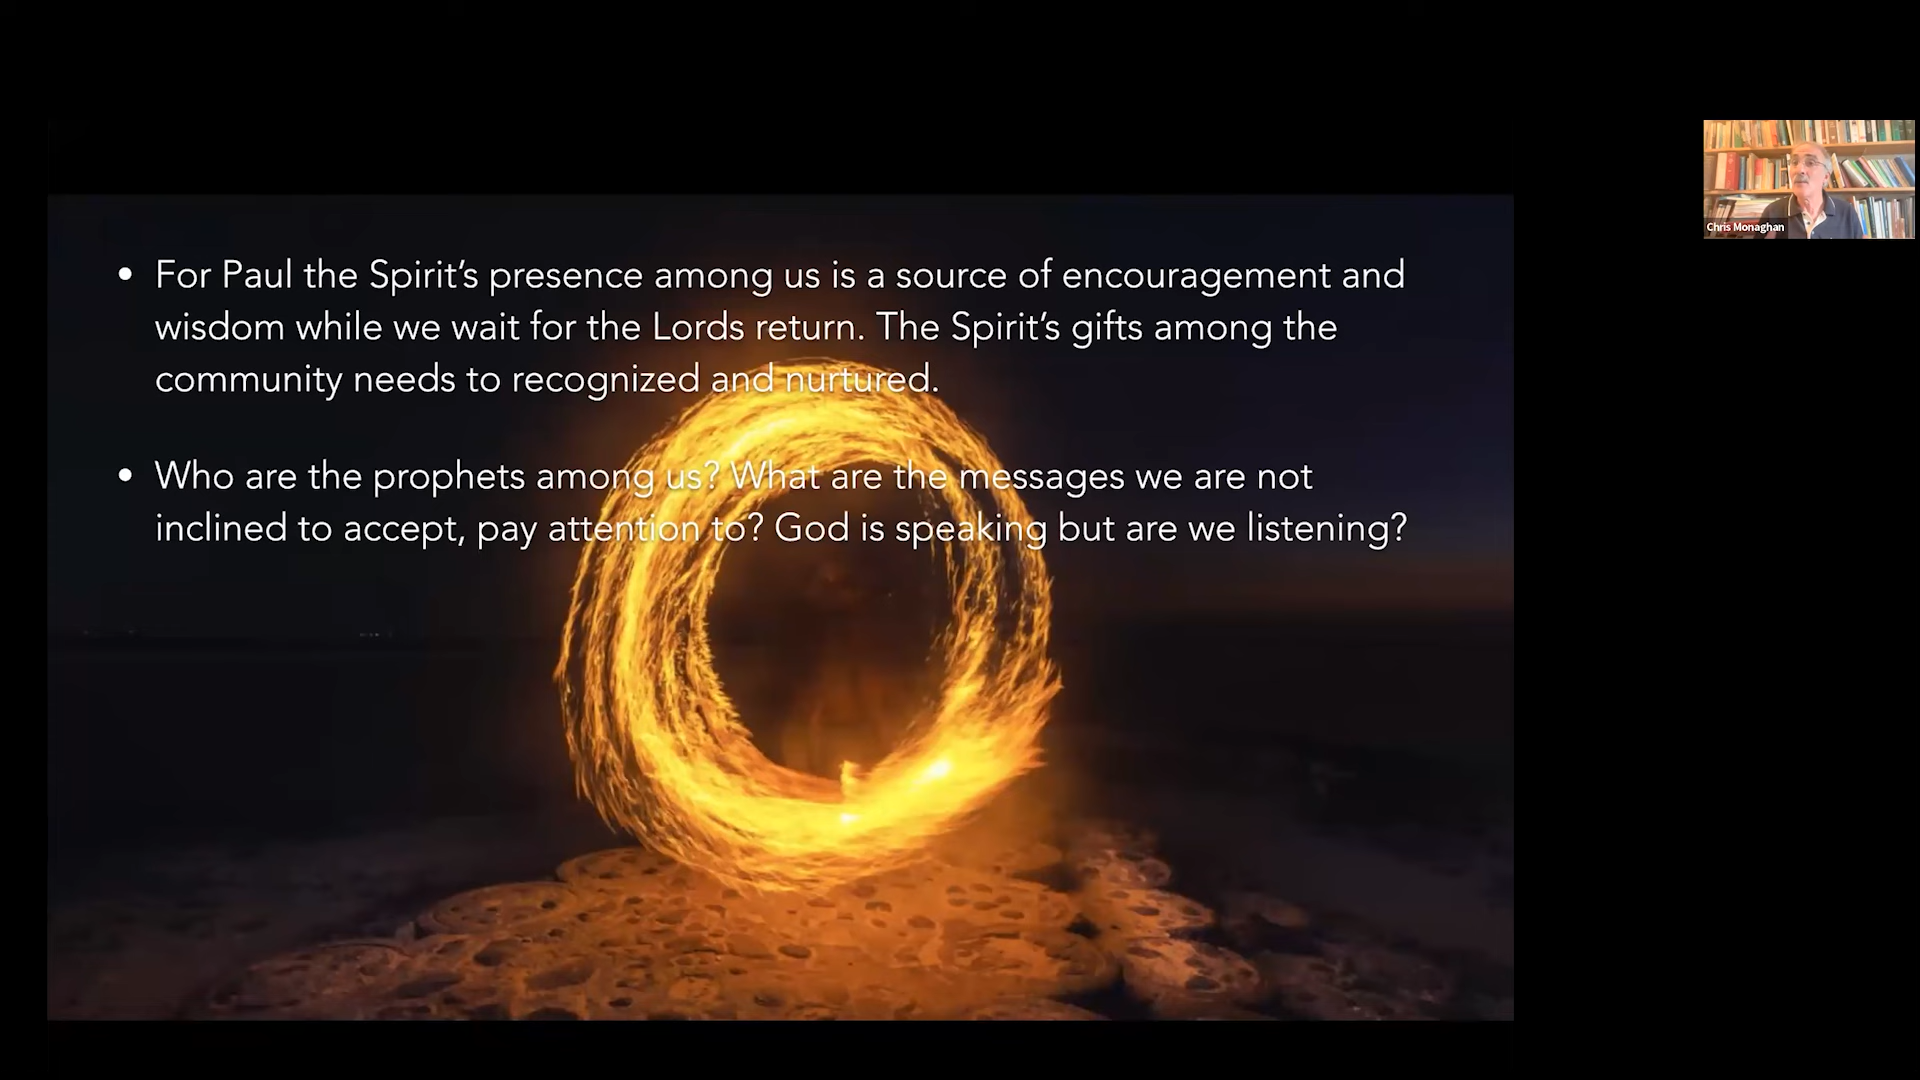 • For Paul the Spirit’s presence among us is a source of encouragement and
wisdom while we wait for the Lords return. The Spirit’s gifts among the
community needs to recognized and nurtured.
• Who are the prophets among us? What are the messages we are not
inclined to accept, pay attention to? God is speaking but are we listening?
Chris Monaghan